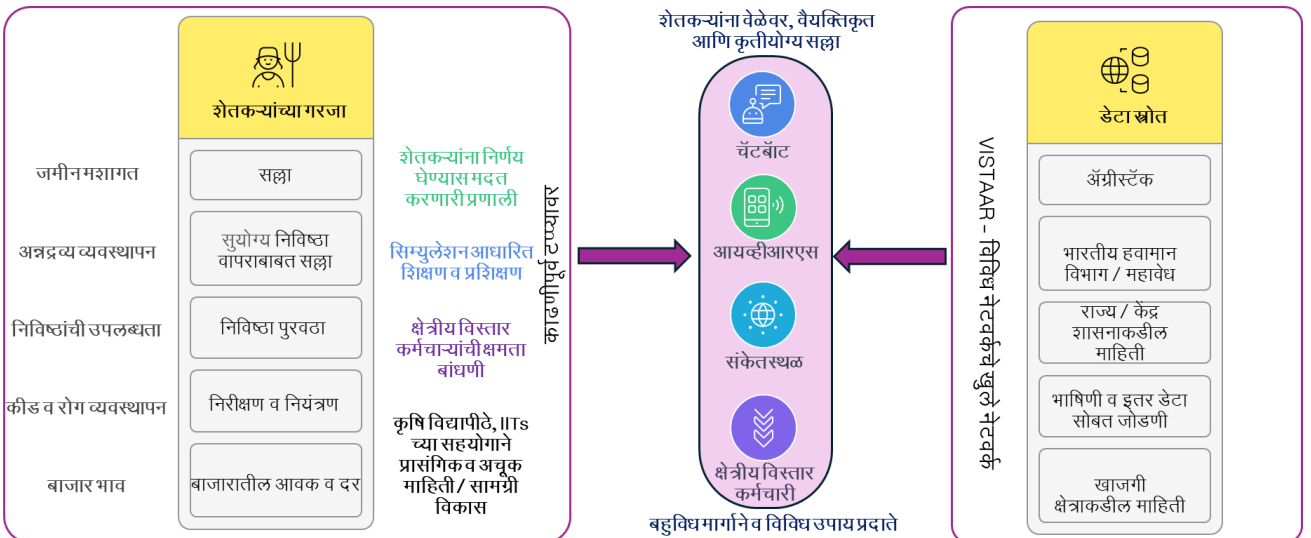 शेतकऱ्यांच्या गरजा
जमीन मशागत
सल्ला
अन्नद्रव्य व्यवस्थापन
सुयोग्य निविष्ठा
वापराबाबत सल्ला
निविष्ठांची उपलब्धता
निविष्ठा पुरवठा
कीड व रोग व्यवस्थापन
निरीक्षण व नियंत्रण
बाजार भाव
बाजारातील आवक व दर
शेतकऱ्यांना निर्णय
घेण्यास मदत
करणारी प्रणाली
सिम्युलेशन आधारित
शिक्षण व प्रशिक्षण
क्षेत्रीय विस्तार
कर्मचाऱ्यांची क्षमता
बांधणी
कृषि विद्यापीठे, IITs
च्या सहयोगाने
प्रासंगिक व अचूक
माहिती / सामग्री
विकास
काढणीपूर्व टप्प्यावर
शेतकऱ्यांना वेळेवर, वैयक्तिकृत
आणि कृतीयोग्य सल्ला
चॅटबॅाट
आयव्हीआरएस
संकेतस्थळ
क्षेत्रीय विस्तार
कर्मचारी
बहुविध मार्गाने व विविध उपाय प्रदाते
VISTAAR – विविध नेटवर्कचे खुले नेटवर्क
डेटा स्त्रोत
ॲग्रीस्टॅक
भारतीय हवामान
विभाग / महावेध
राज्य / केंद्र
शासनाकडील
माहिती
भाषिणी व इतर डेटा
सोबत जोडणी
खाजगी
क्षेत्राकडील माहिती